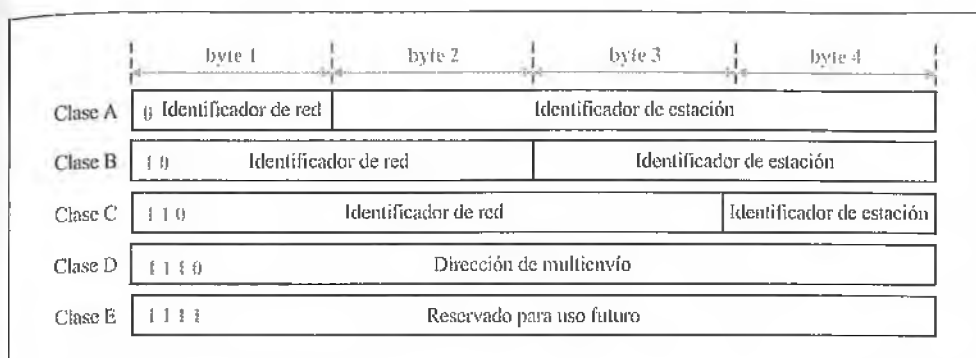 byte 1 byte 2 byte 3 byte 4
Clase A 0 Identificador de red Identificador de estación
Clase B 1 0 Identificador de red Identificador de estación
Clase C 1 1 0 Identificador de red Identificador de estación
Clase D 1 1 1 0 Dirección de multienvío
Clase E 1 1 1 1 Reservado para uso futuro